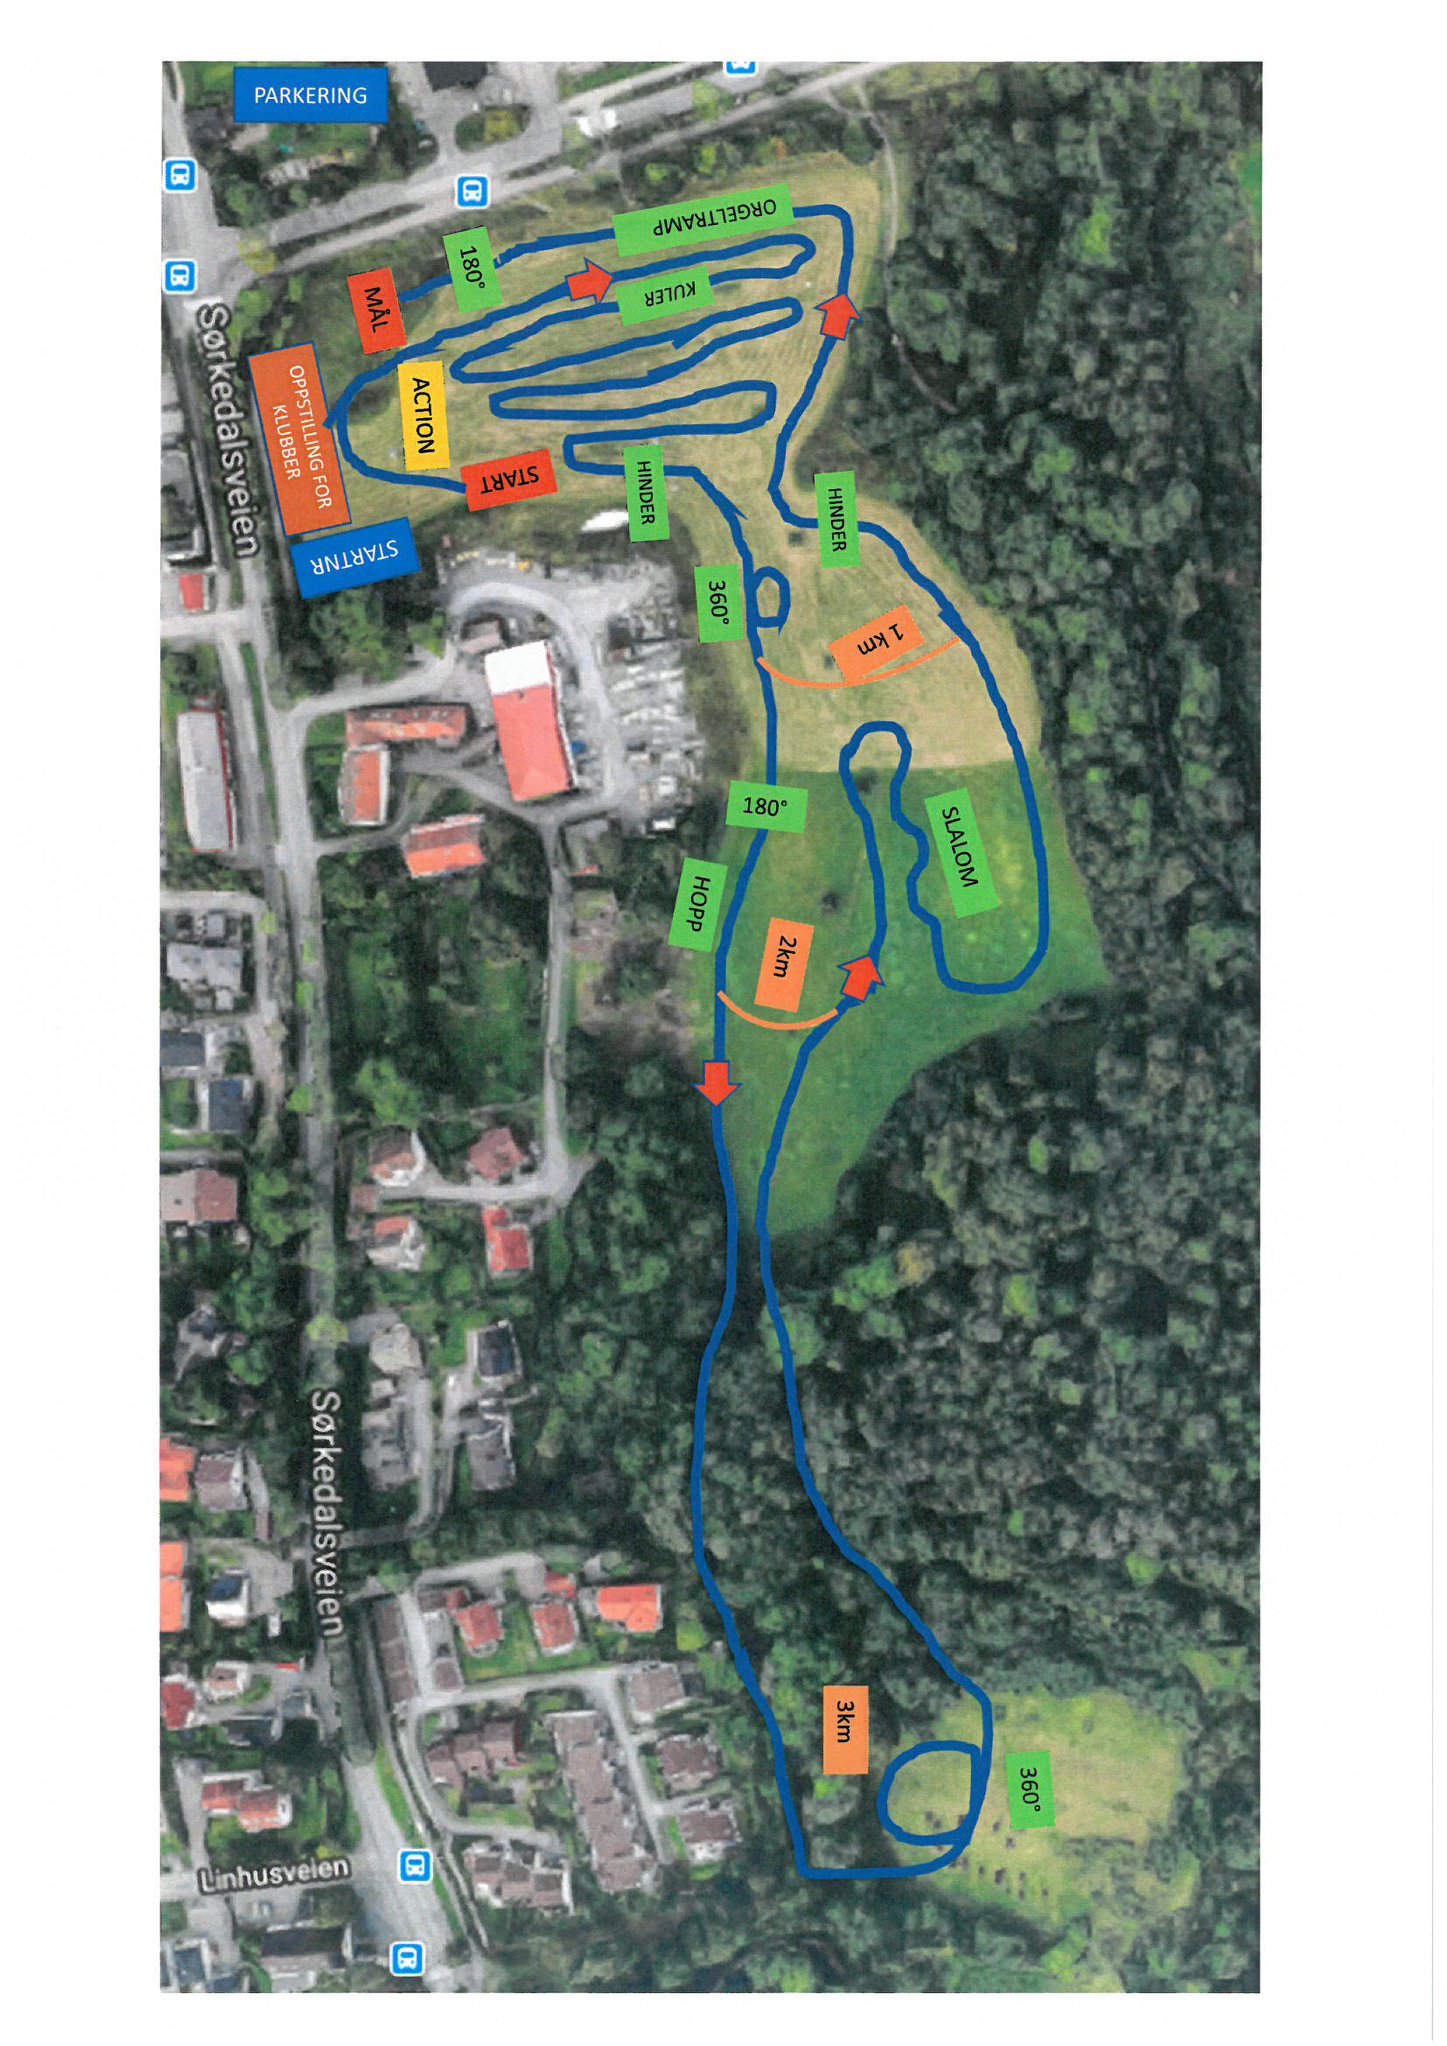 PARKERING
ORGELTRAMP
180°
KULER
MÅL
Sørkedalsveien
OPPSTILLING FOR
KLUBBER
ACTION
START
HINDER
HINDER
STARTNR
360°
1 km
180°
SLALOM
HOPP
2km
Sørkedalsveien
3km
360°
Linhusveien